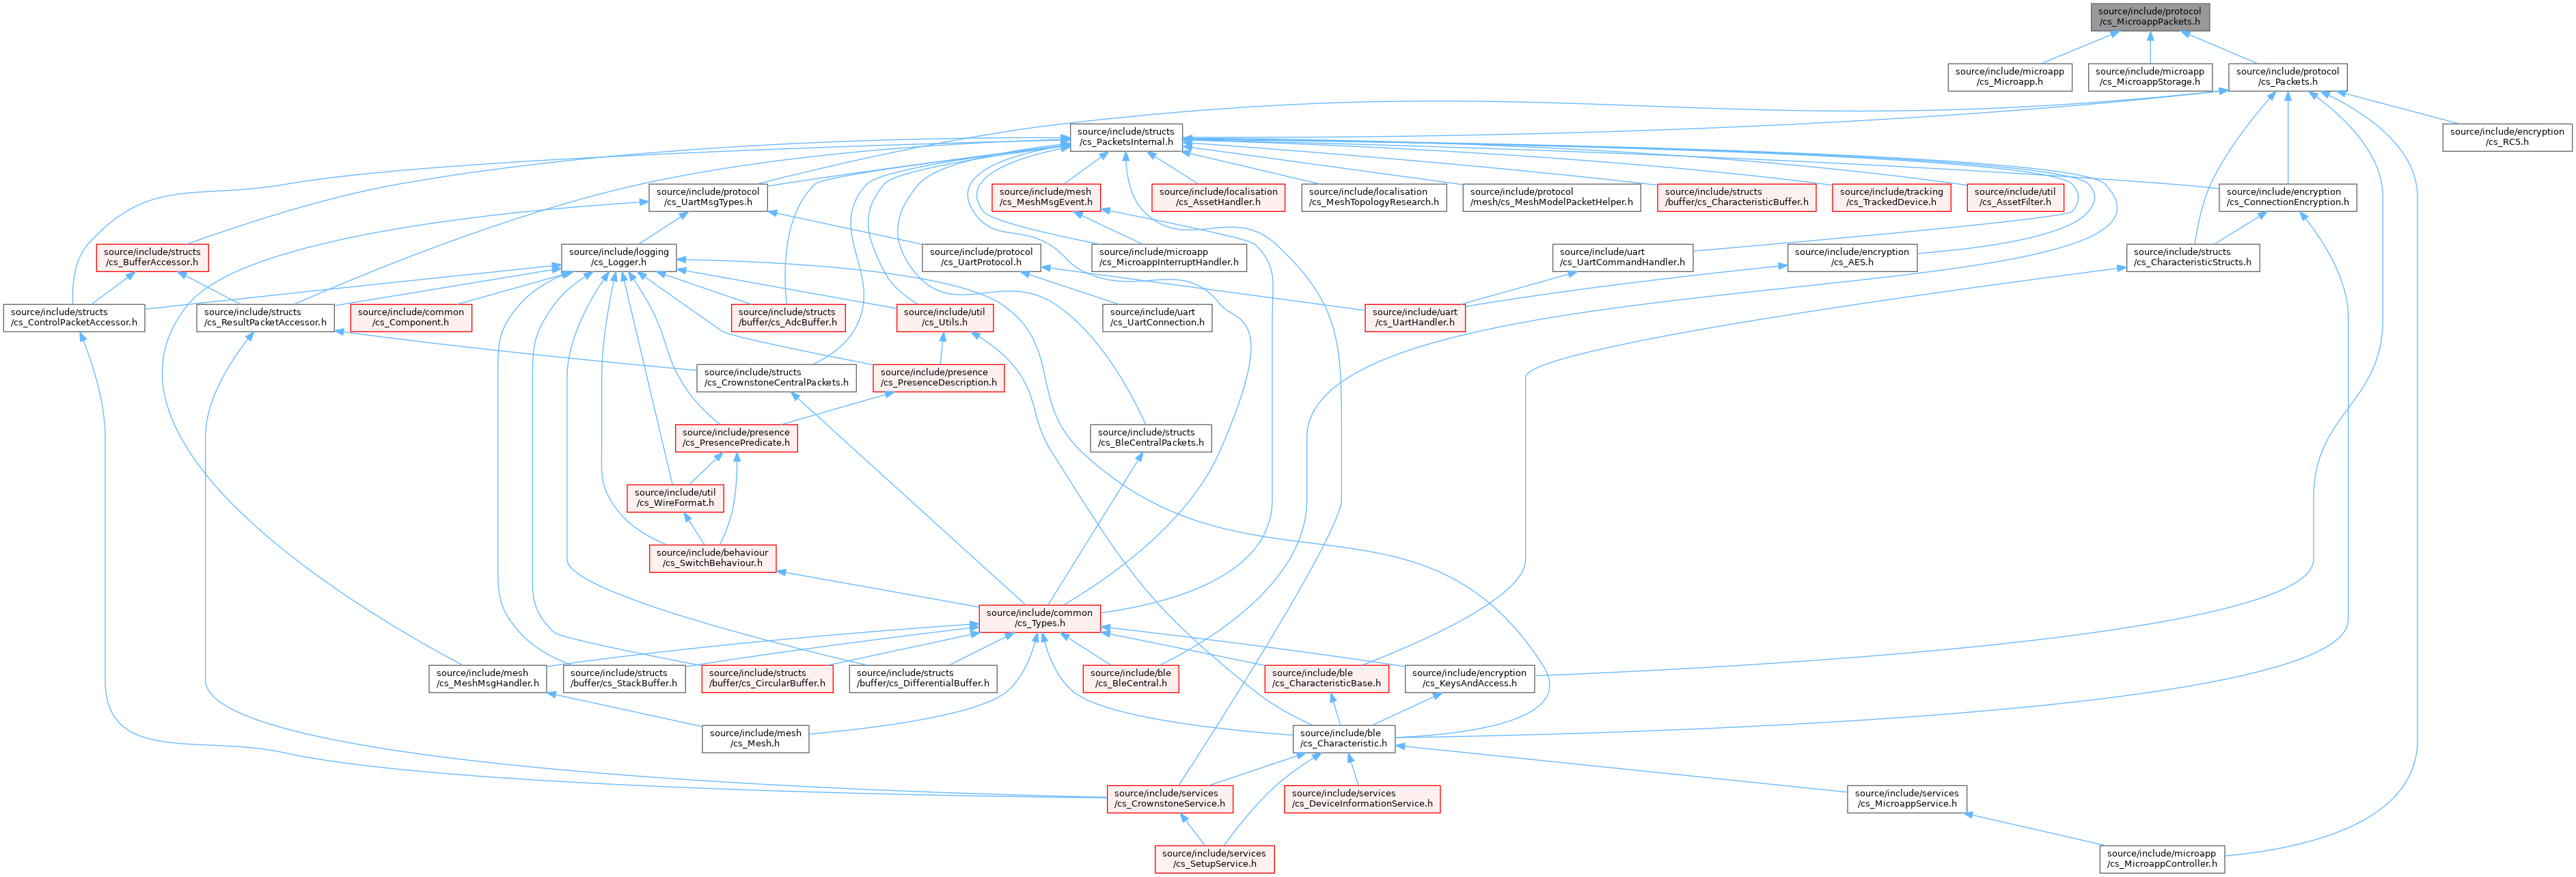 source/include/protocol
/cs_MicroappPackets.h
source/include/microapp
/cs_Microapp.h
source/include/microapp
/cs_MicroappStorage.h
source/include/protocol
/cs_Packets.h
source/include/structs
/cs_PacketsInternal.h
source/include/encryption
/cs_RC5.h
source/include/protocol
/cs_UartMsgTypes.h
source/include/mesh
/cs_MeshMsgEvent.h
source/include/localisation
/cs_AssetHandler.h
source/include/localisation
/cs_MeshTopologyResearch.h
source/include/protocol
/mesh/cs_MeshModelPacketHelper.h
source/include/structs
/buffer/cs_CharacteristicBuffer.h
source/include/tracking
/cs_TrackedDevice.h
source/include/util
/cs_AssetFilter.h
source/include/encryption
/cs_ConnectionEncryption.h
source/include/structs
/cs_BufferAccessor.h
source/include/logging
/cs_Logger.h
source/include/protocol
/cs_UartProtocol.h
source/include/microapp
/cs_MicroappInterruptHandler.h
source/include/uart
/cs_UartCommandHandler.h
source/include/encryption
/cs_AES.h
source/include/structs
/cs_CharacteristicStructs.h
source/include/structs
/cs_ControlPacketAccessor.h
source/include/structs
/cs_ResultPacketAccessor.h
source/include/common
/cs_Component.h
source/include/structs
/buffer/cs_AdcBuffer.h
source/include/util
/cs_Utils.h
source/include/uart
/cs_UartConnection.h
source/include/uart
/cs_UartHandler.h
source/include/structs
/cs_CrownstoneCentralPackets.h
source/include/presence
/cs_PresenceDescription.h
source/include/presence
/cs_PresencePredicate.h
source/include/structs
/cs_BleCentralPackets.h
source/include/util
/cs_WireFormat.h
source/include/behaviour
/cs_SwitchBehaviour.h
source/include/common
/cs_Types.h
source/include/mesh
/cs_MeshMsgHandler.h
source/include/structs
/buffer/cs_StackBuffer.h
source/include/structs
/buffer/cs_CircularBuffer.h
source/include/structs
/buffer/cs_DifferentialBuffer.h
source/include/ble
/cs_BleCentral.h
source/include/ble
/cs_CharacteristicBase.h
source/include/encryption
/cs_KeysAndAccess.h
source/include/mesh
/cs_Mesh.h
source/include/ble
/cs_Characteristic.h
source/include/services
/cs_CrownstoneService.h
source/include/services
/cs_DeviceInformationService.h
source/include/services
/cs_MicroappService.h
source/include/services
/cs_SetupService.h
source/include/microapp
/cs_MicroappController.h